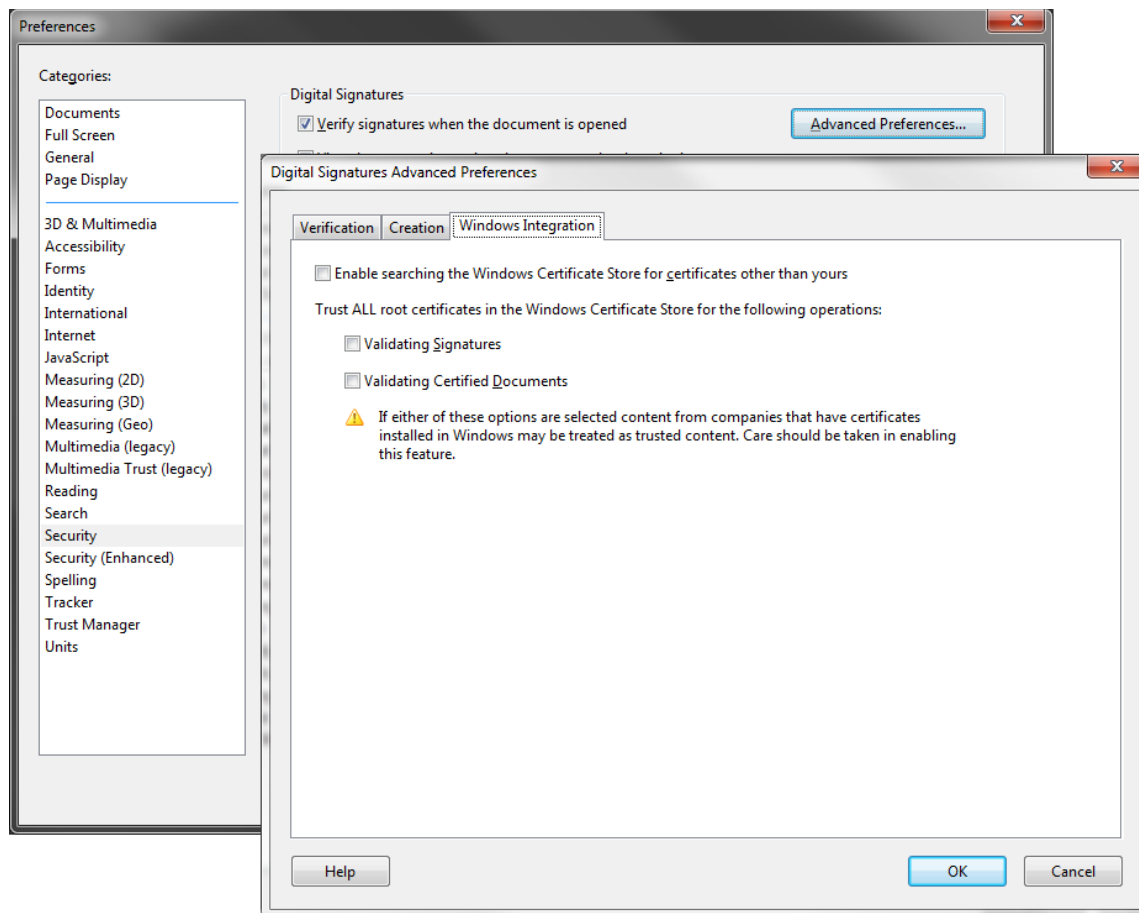 Preferences
Categories:
Documents
Full Screen
General
Page Display
3D & Multimedia
Accessibility
Forms
Identity
International
Internet
JavaScript
Measuring (2D)
Measuring (3D)
Measuring (Geo)
Multimedia (legacy)
Multimedia Trust (legacy)
Reading
Search
Security
Security (Enhanced)
Spelling
Tracker
Trust Manager
Units
Digital Signatures
Verify signatures when the document is opened
Advanced Preferences...
Digital Signatures Advanced Preferences
Verification
Creation
Windows Integration
Enable searching the Windows Certificate Store for certificates other than yours
Trust ALL root certificates in the Windows Certificate Store for the following operations:
Validating Signatures
Validating Certified Documents
If either of these options are selected content from companies that have certificates
installed in Windows may be treated as trusted content. Care should be taken in enabling
this feature.
Help
OK
Cancel